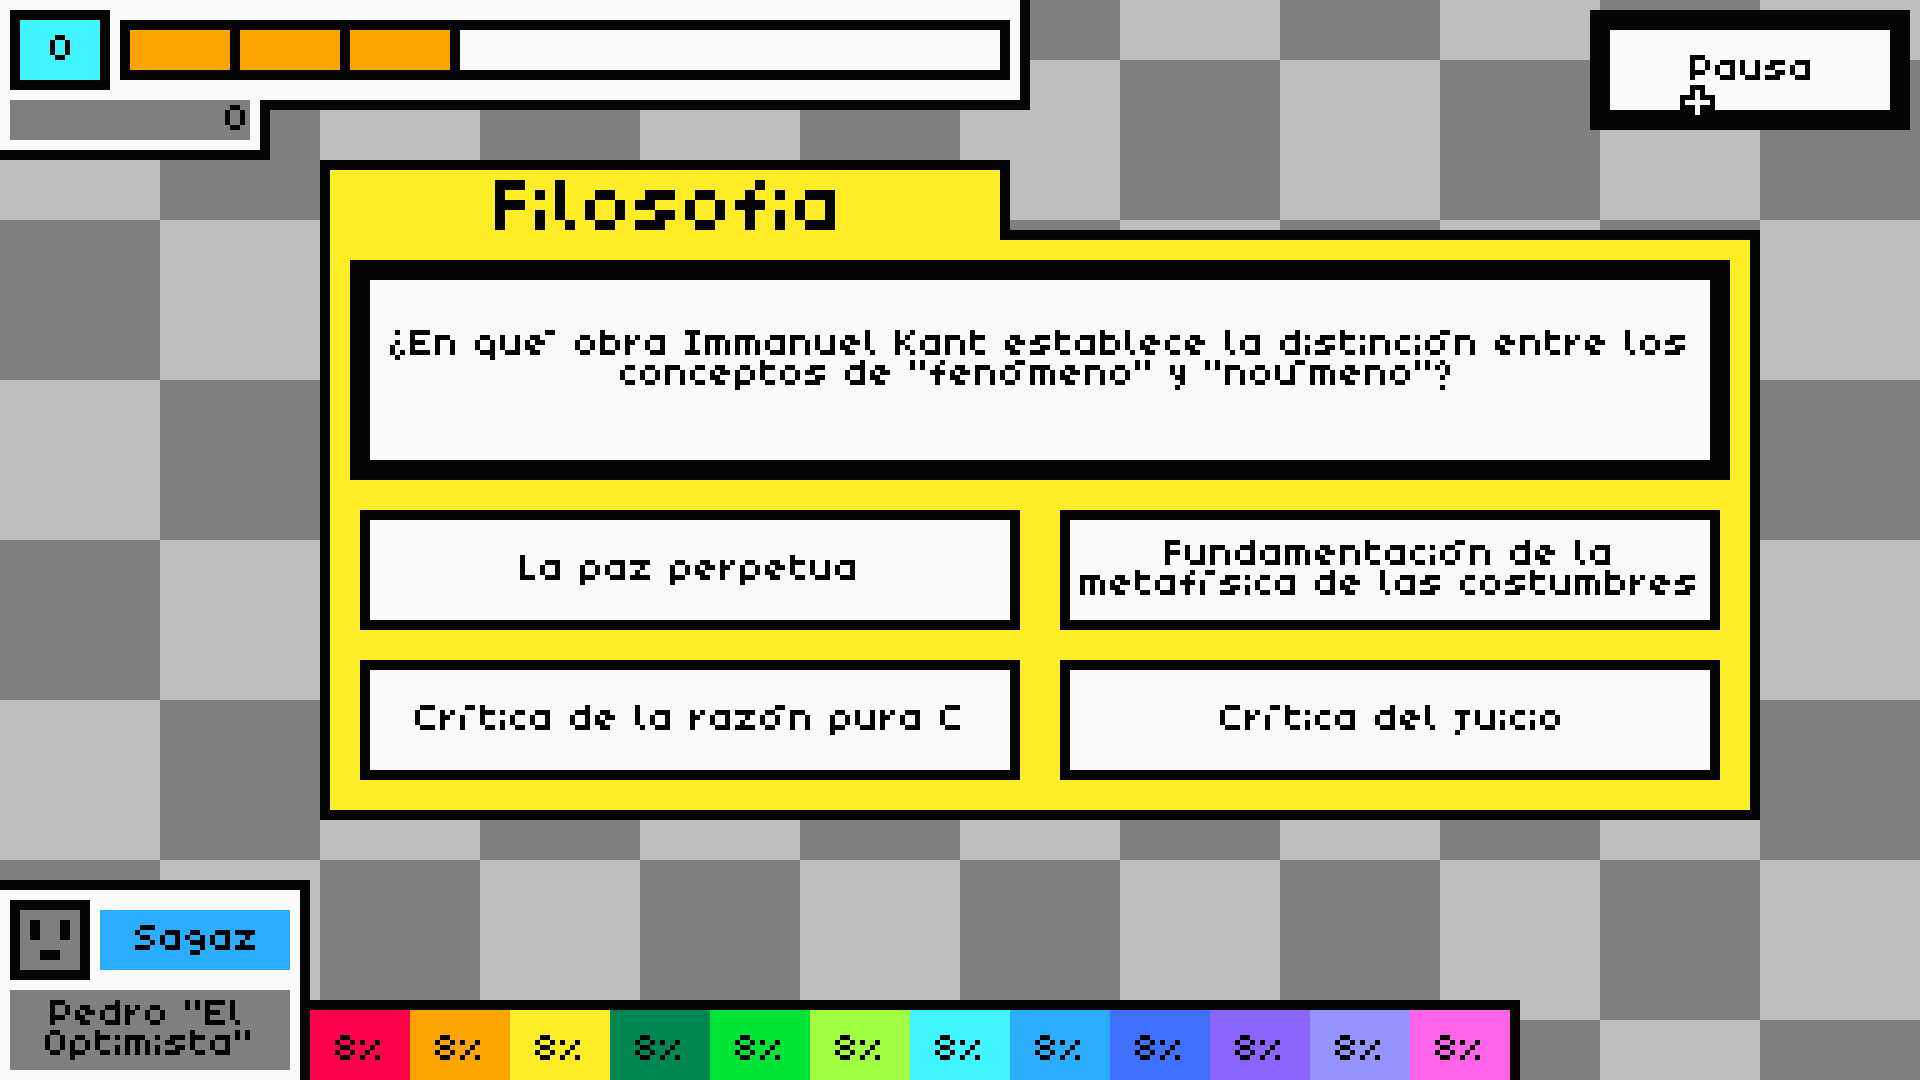 0
Pausa
0
Filosofia
¿En qué obra Immanuel Kant establece la distinción entre los
conceptos de "fenómeno" y "noúmeno"?
La paz perpetua
Fundamentación de la
metafísica de las costumbres
Crítica de la razón pura C
Crítica del juicio
Sagaz
Pedro "El
Optimista"
8% 8% 8% 8% 8% 8% 8% 8% 8% 8% 8% 8%